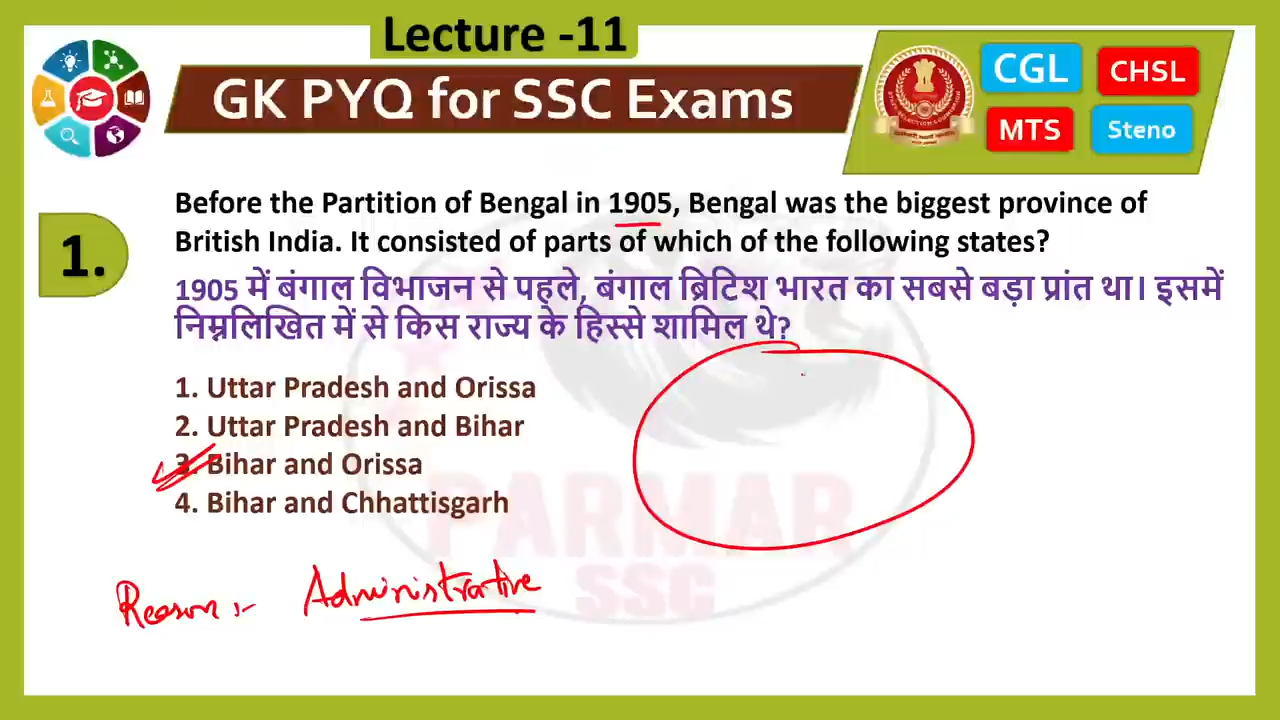 Lecture -11
GK PYQ for SSC Exams
CGL
CHSL
MTS
Steno
1.
Before the Partition of Bengal in 1905, Bengal was the biggest province of
British India. It consisted of parts of which of the following states?
1905 में बंगाल विभाजन से पहले, बंगाल ब्रिटिश भारत का सबसे बड़ा प्रांत था। इसमें
निम्नलिखित में से किस राज्य के हिस्से शामिल थे?
1. Uttar Pradesh and Orissa
2. Uttar Pradesh and Bihar
3. Bihar and Orissa
4. Bihar and Chhattisgarh
PARMAR
SSC
Reason :- Administrative